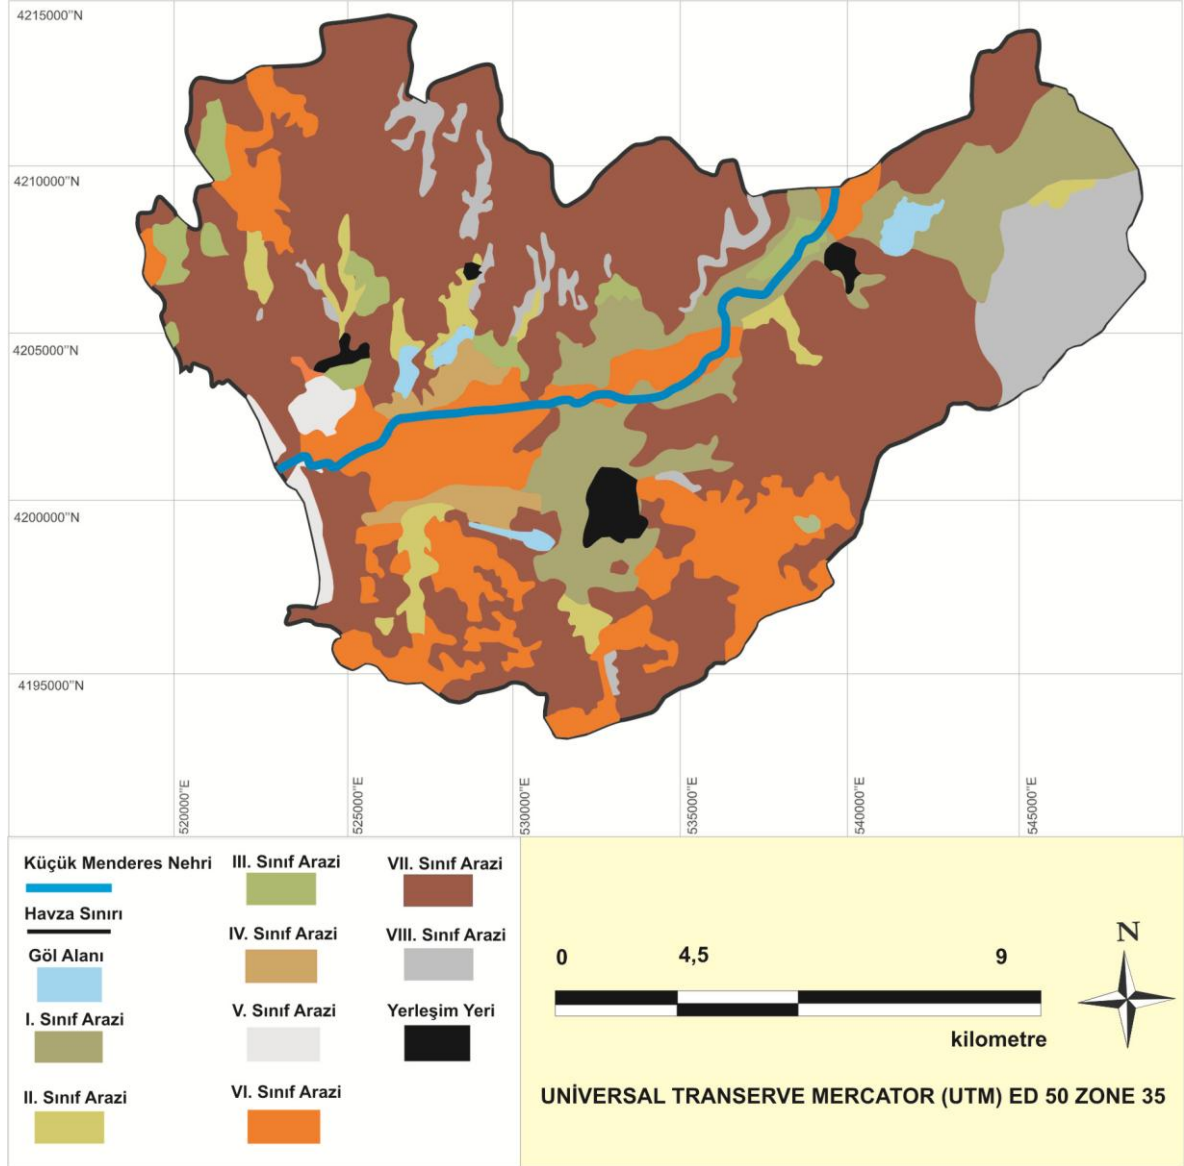 4215000''N
4210000''N
4205000''N
4200000''N
4195000''N
520000''E
525000''E
530000''E
535000''E
540000''E
545000''E
Küçük Menderes Nehri
Havza Sınırı
Göl Alanı
I. Sınıf Arazi
II. Sınıf Arazi
III. Sınıf Arazi
IV. Sınıf Arazi
V. Sınıf Arazi
VI. Sınıf Arazi
VII. Sınıf Arazi
VIII. Sınıf Arazi
Yerleşim Yeri
0 4,5 9
kilometre
N
UNİVERSAL TRANSERVE MERCATOR (UTM) ED 50 ZONE 35